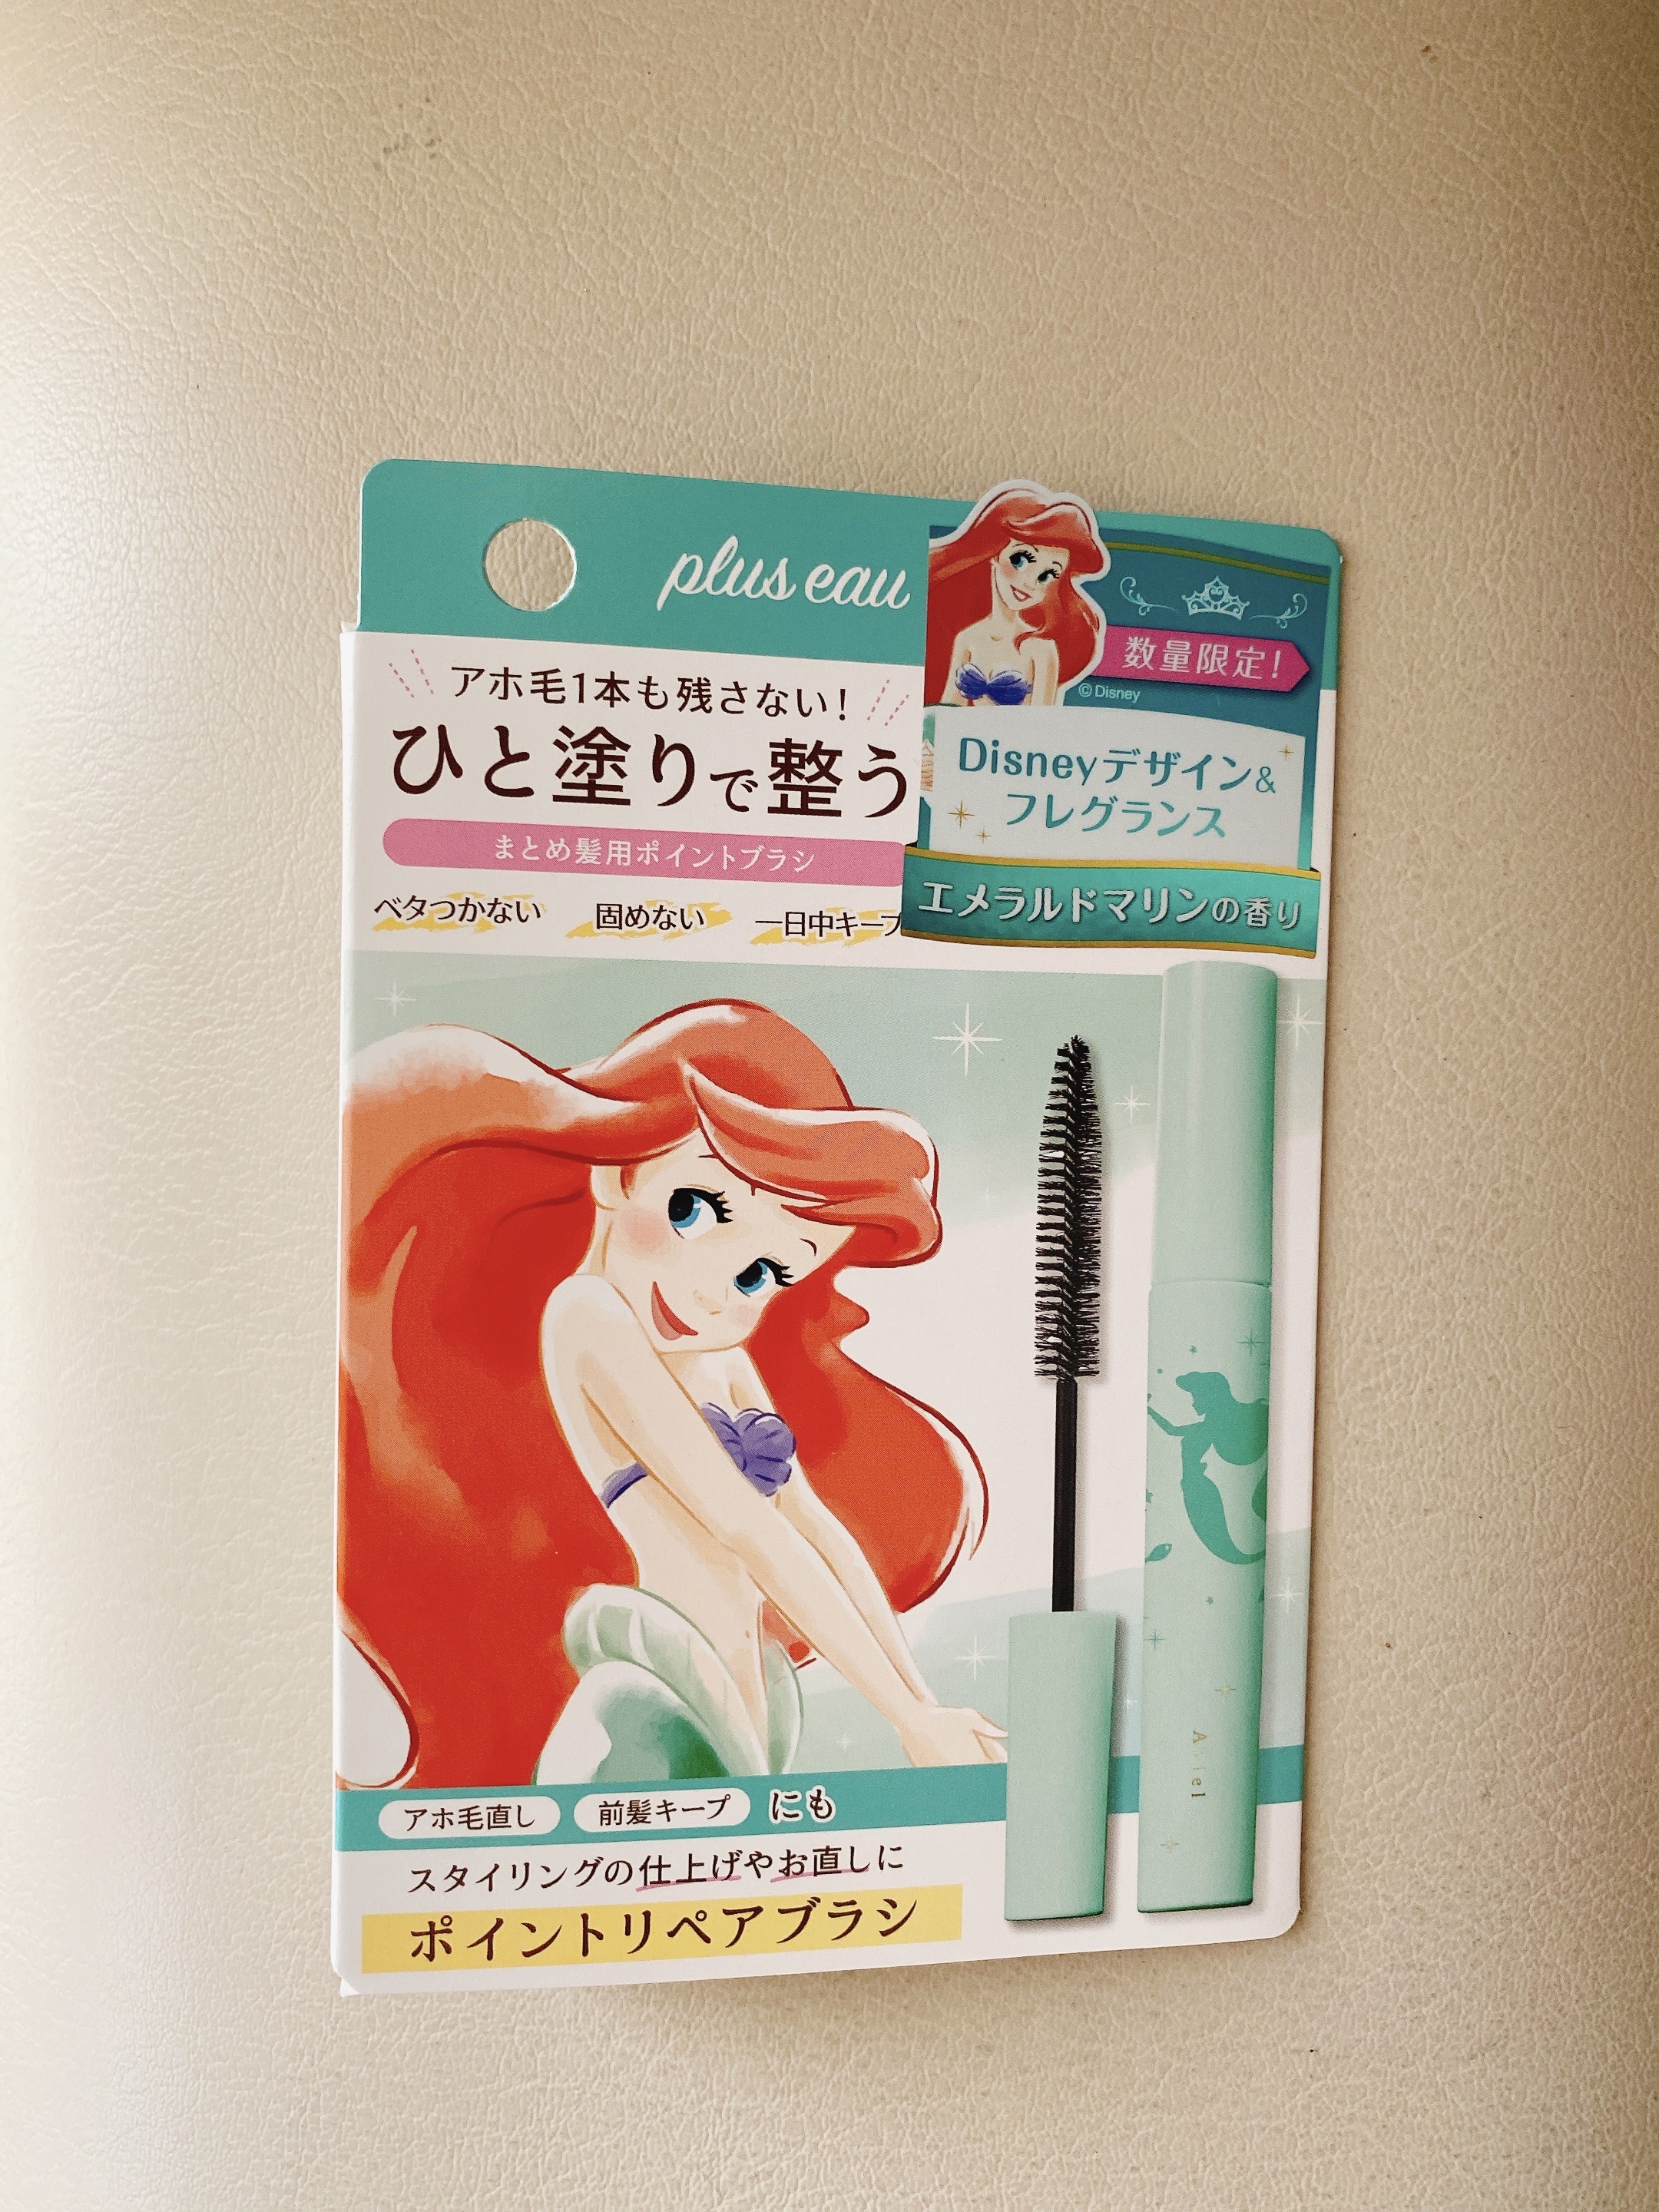 plus eau
アホ毛1本も残さない!
ひと塗りで整う
まとめ髪用ポイントブラシ
ベタつかない 固めない 一日中キープ
数量限定!
©Disney
Disneyデザイン&
フレグランス
エメラルドマリンの香り
Ariel
アホ毛直し 前髪キープ にも
スタイリングの仕上げやお直しに
ポイントリペアブラシ